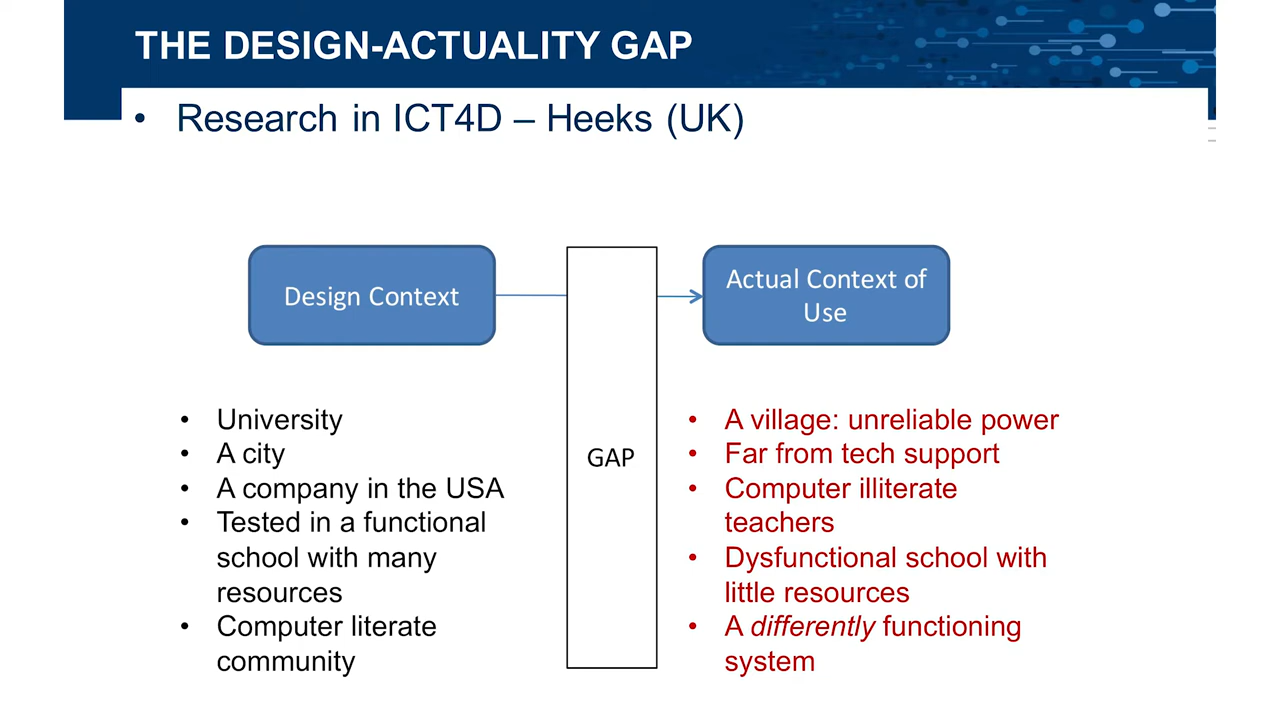 THE DESIGN-ACTUALITY GAP
• Research in ICT4D – Heeks (UK)
Design Context
GAP
Actual Context of
Use
• University
• A city
• A company in the USA
• Tested in a functional
school with many
resources
• Computer literate
community
• A village: unreliable power
• Far from tech support
• Computer illiterate
teachers
• Dysfunctional school with
little resources
• A differently functioning
system